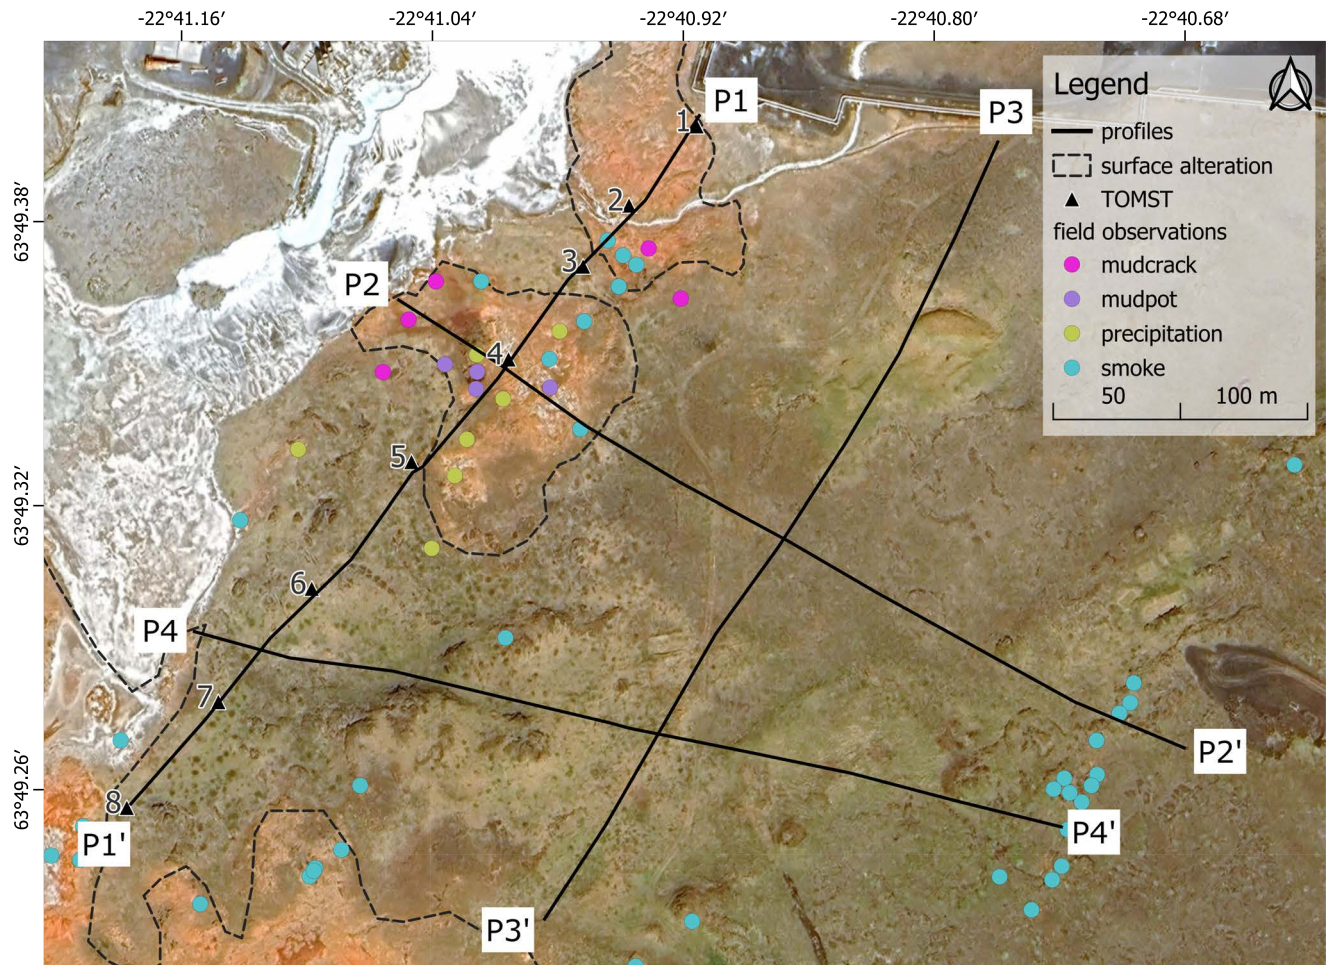 -22°41.16' -22°41.04' -22°40.92' -22°40.80' -22°40.68'
63°49.38'
63°49.32'
63°49.26'
P1
P3
1
2
3
P2
4
5
6
P4
7
8
P1'
P2'
P4'
P3'
Legend
profiles
surface alteration
TOMST
field observations
mudcrack
mudpot
precipitation
smoke
50 100 m